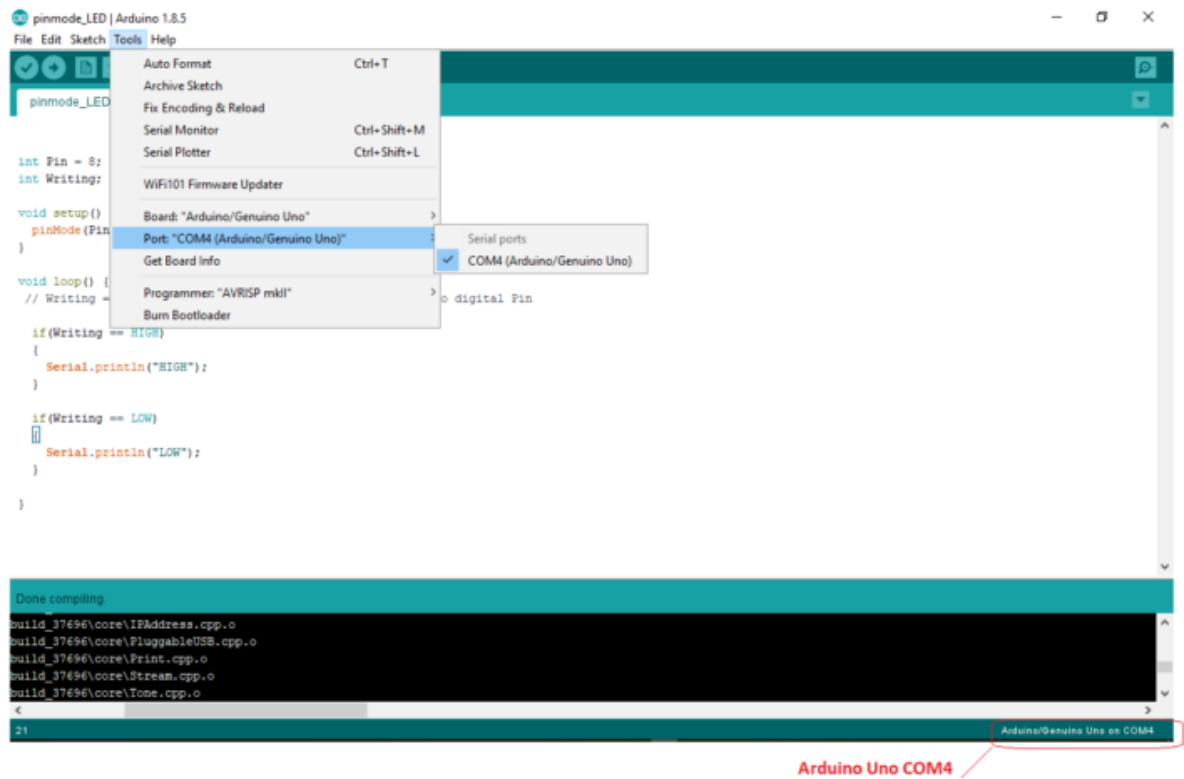 pinmode_LED | Arduino 1.8.5
File Edit Sketch Tools Help
pinmode_LED
Auto Format Ctrl+T
Archive Sketch
Fix Encoding & Reload
Serial Monitor Ctrl+Shift+M
Serial Plotter Ctrl+Shift+L
WiFi101 Firmware Updater
Board: "Arduino/Genuino Uno"
Port: "COM4 (Arduino/Genuino Uno)"
Get Board Info
Programmer: "AVRISP mkII"
Burn Bootloader
Serial ports
COM4 (Arduino/Genuino Uno)
int Pin = 8;
int Writing;
void setup()
pinMode(Pin
}
void loop() {
// Writing = o digital Pin
if(Writing == HIGH)
{
Serial.println("HIGH");
}
if(Writing == LOW)
{
Serial.println("LOW");
}
}
Done compiling.
build_37696\core\IPAddress.cpp.o
build_37696\core\PluggableUSB.cpp.o
build_37696\core\Print.cpp.o
build_37696\core\Stream.cpp.o
build_37696\core\Tone.cpp.o
21 Arduino/Genuino Uno on COM4
Arduino Uno COM4